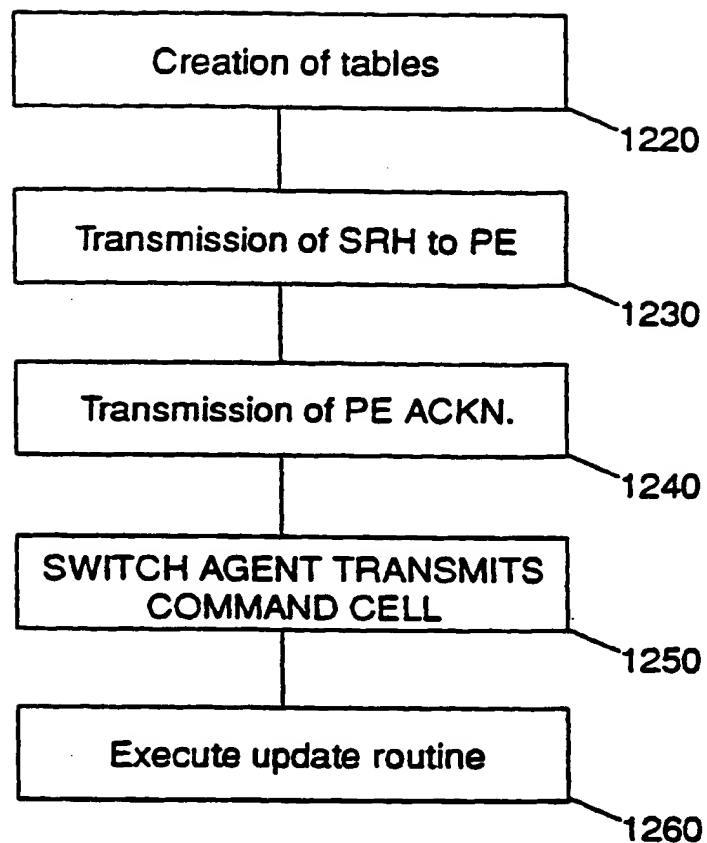 Creation of tables
1220
Transmission of SRH to PE
1230
Transmission of PE ACKN.
1240
SWITCH AGENT TRANSMITS
COMMAND CELL
1250
Execute update routine
1260